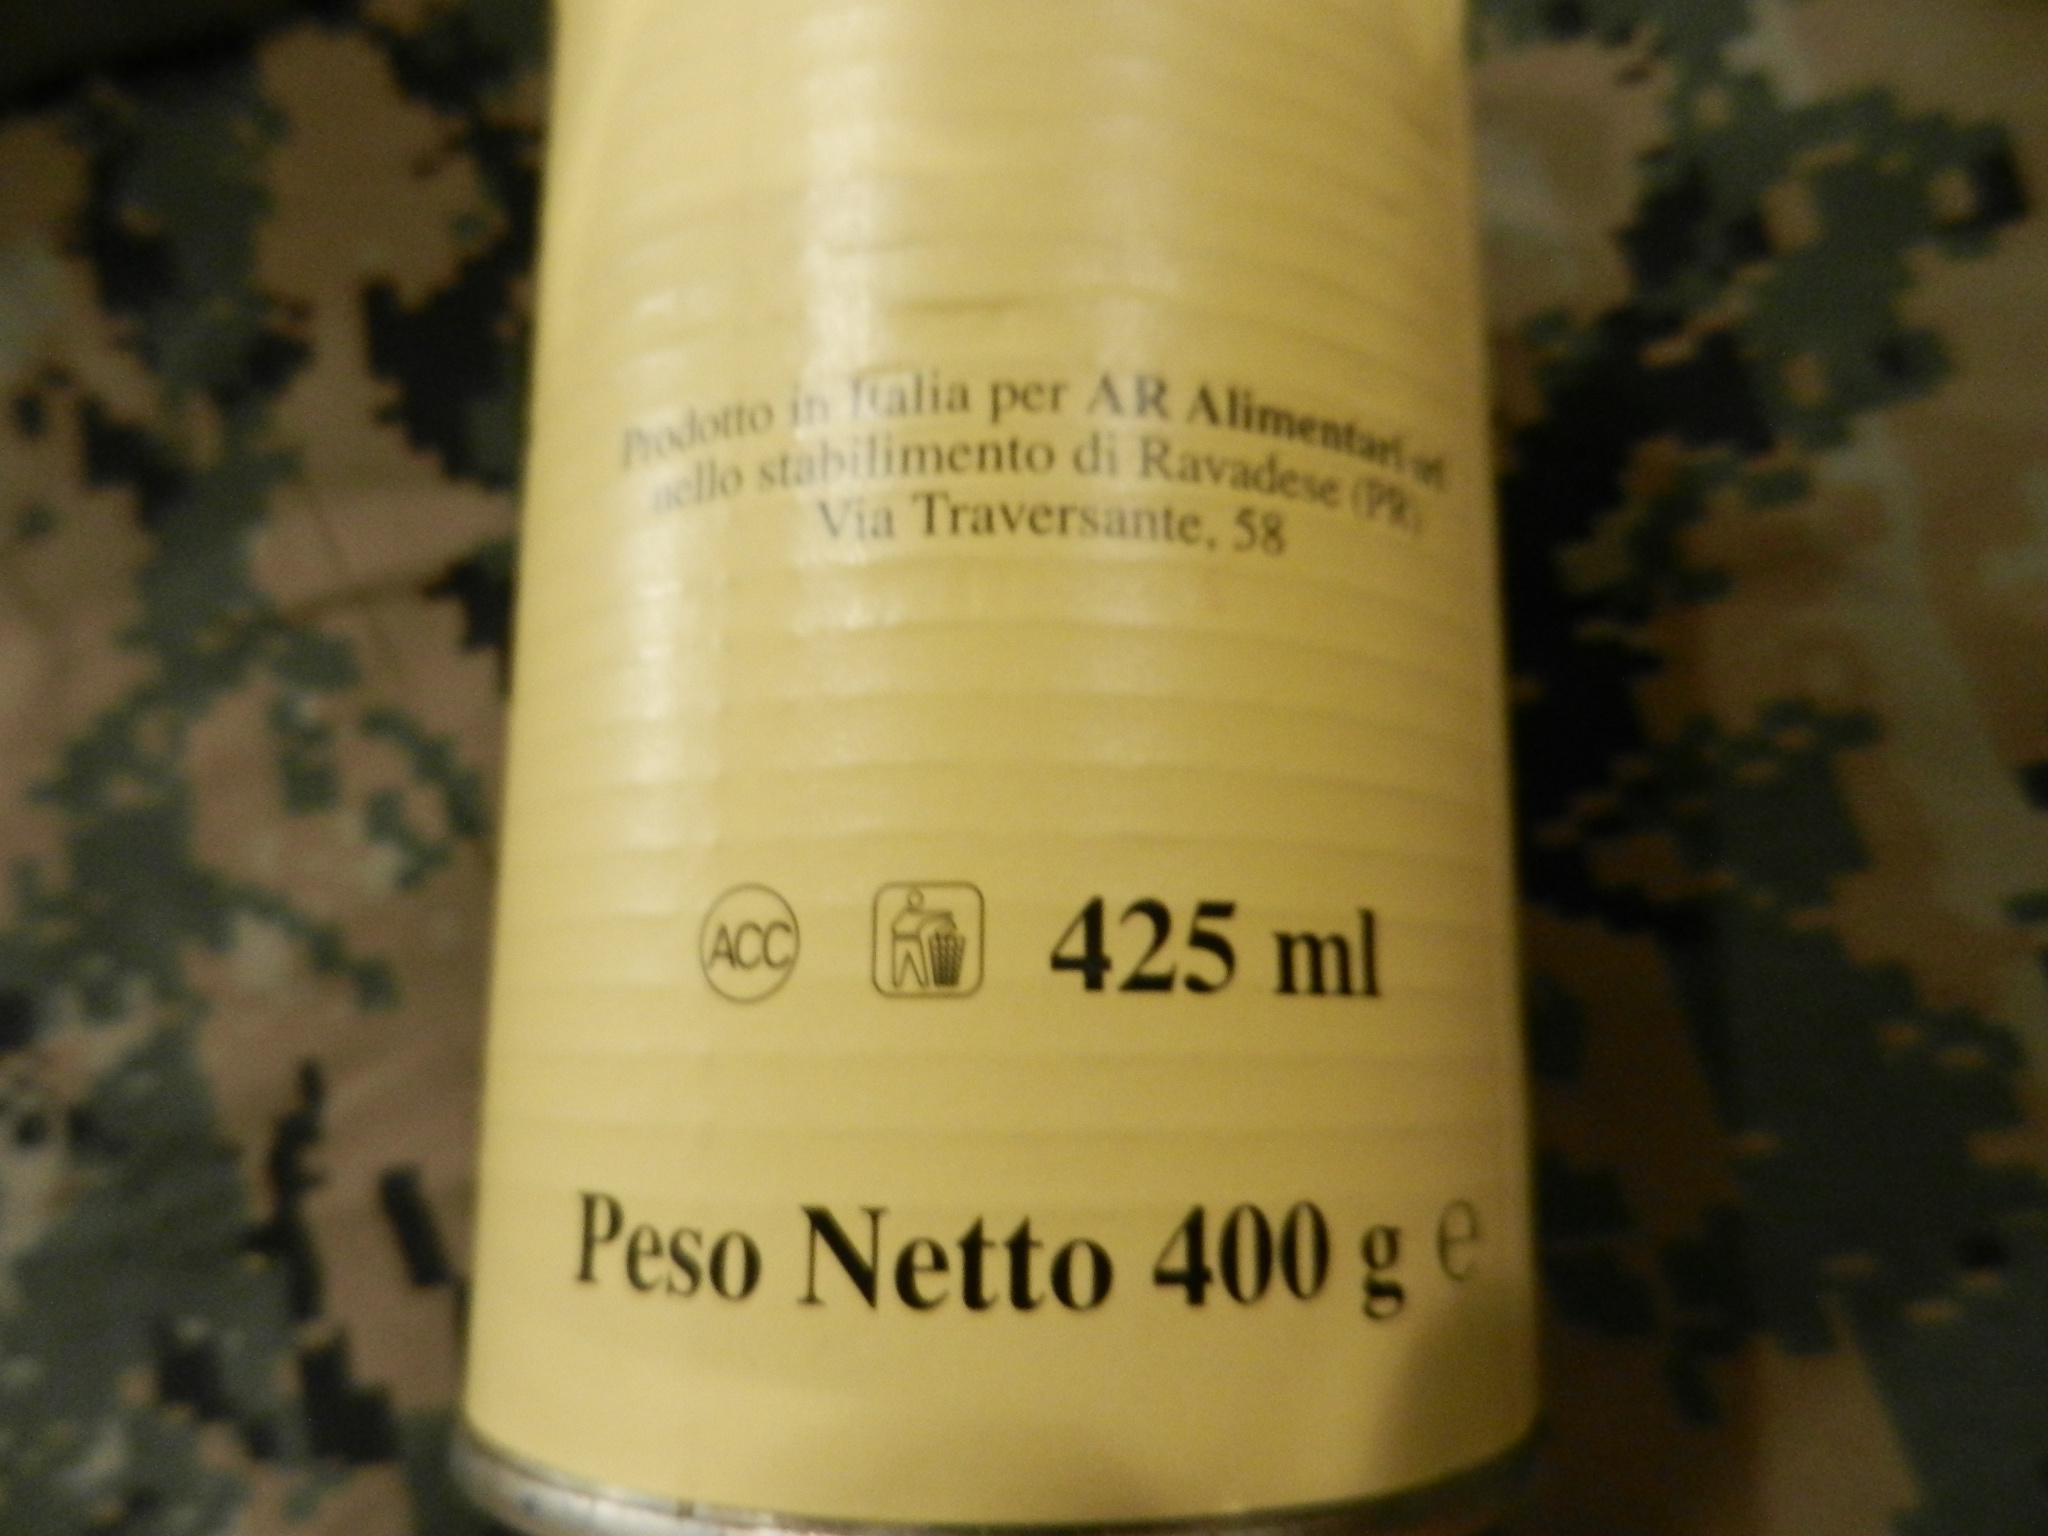 Prodotto in Italia per AR Alimentari srl
nello stabilimento di Ravadese (PR)
Via Traversante, 58
ACC 425 ml
Peso Netto 400 g e